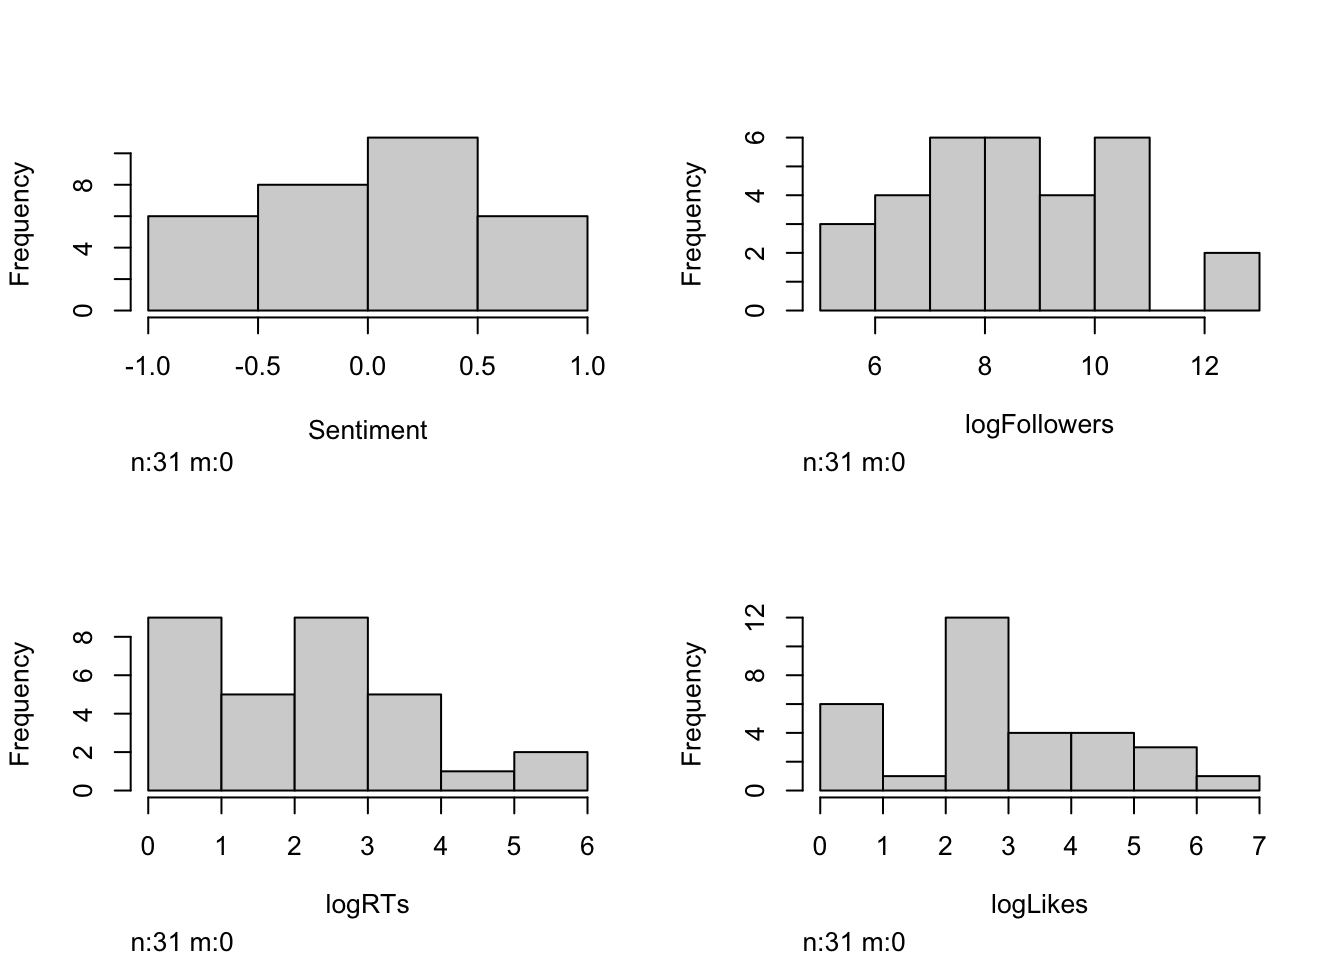 Frequency
0 4 8
-1.0 -0.5 0.0 0.5 1.0
Sentiment
n:31 m:0
Frequency
0 2 4 6
6 8 10 12
logFollowers
n:31 m:0
Frequency
0 2 4 6 8
0 1 2 3 4 5 6
logRTs
n:31 m:0
Frequency
0 4 8 12
0 1 2 3 4 5 6 7
logLikes
n:31 m:0